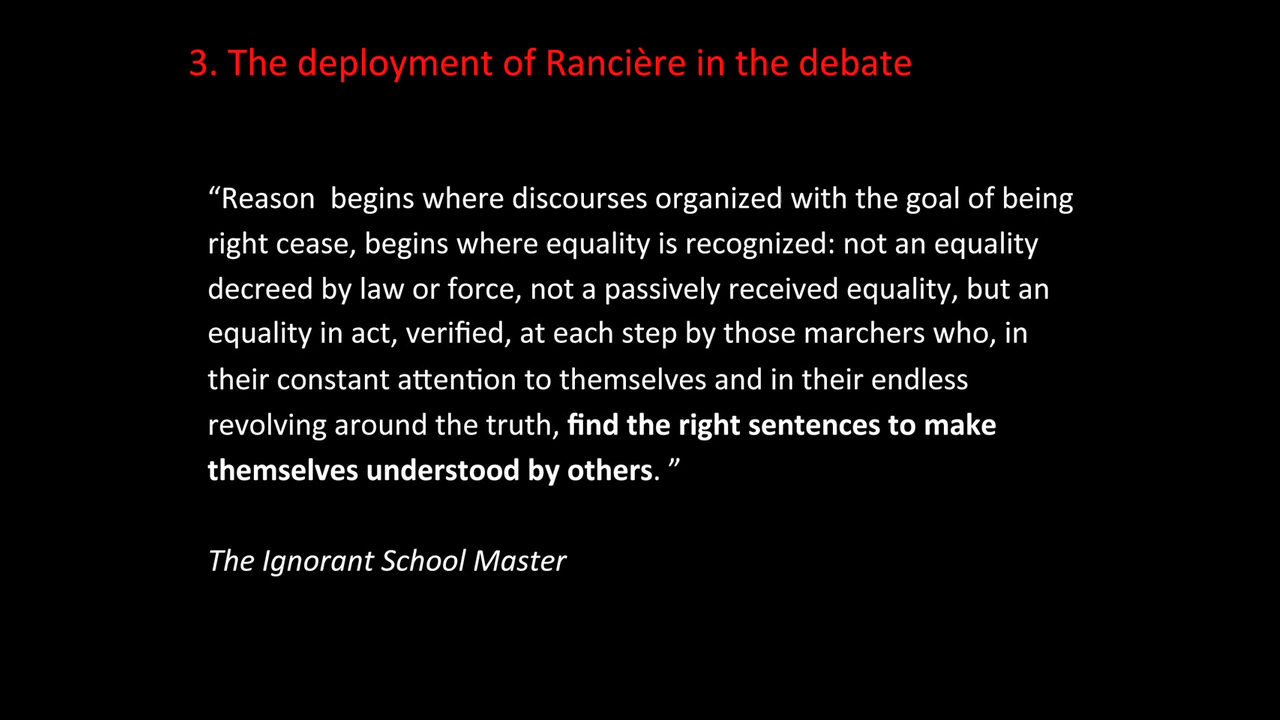 3. The deployment of Rancière in the debate
“Reason  begins where discourses organized with the goal of being
right cease, begins where equality is recognized: not an equality
decreed by law or force, not a passively received equality, but an
equality in act, verified, at each step by those marchers who, in
their constant attention to themselves and in their endless
revolving around the truth, find the right sentences to make
themselves understood by others. ”
The Ignorant School Master